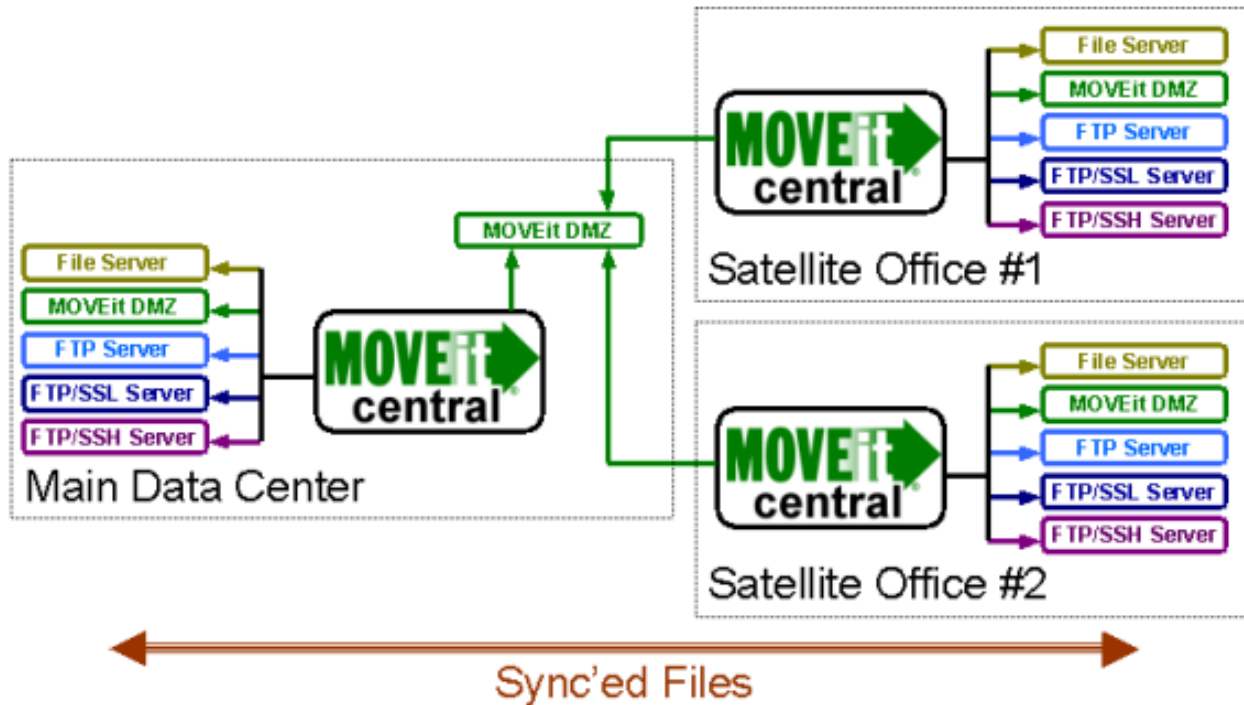 File Server
MOVEit DMZ
FTP Server
FTP/SSL Server
FTP/SSH Server
MOVEit
central
®
MOVEit DMZ
Main Data Center
MOVEit
central
®
File Server
MOVEit DMZ
FTP Server
FTP/SSL Server
FTP/SSH Server
Satellite Office #1
MOVEit
central
®
File Server
MOVEit DMZ
FTP Server
FTP/SSL Server
FTP/SSH Server
Satellite Office #2
Sync'ed Files